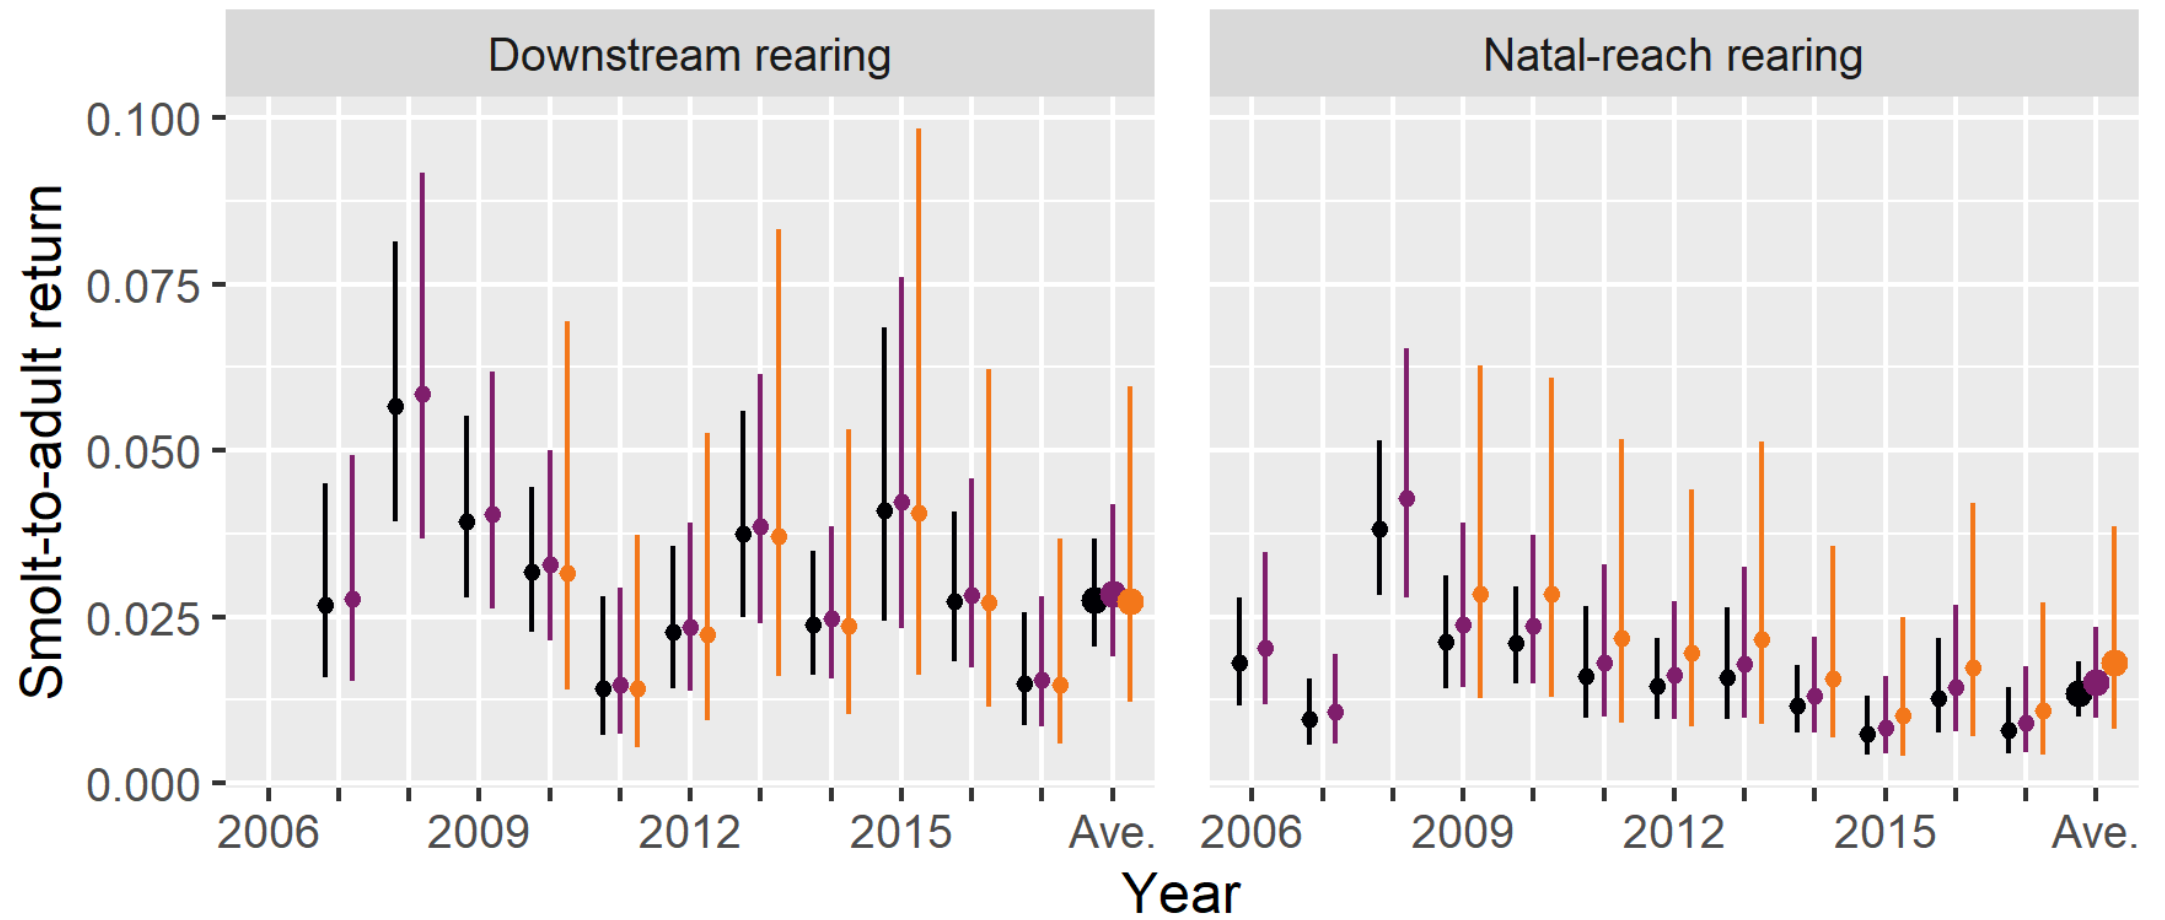 Downstream rearing
Natal-reach rearing
Smolt-to-adult return
0.100
0.075
0.050
0.025
0.000
2006 2009 2012 2015 Ave.
2006 2009 2012 2015 Ave.
Year